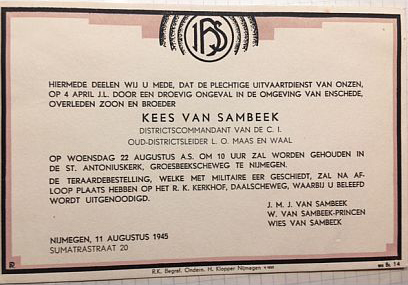 IHS
HIERMEDE DEELEN WIJ U MEDE, DAT DE PLECHTIGE UITVAARTDIENST VAN ONZEN,
OP 4 APRIL J.L. DOOR EEN DROEVIG ONGEVAL IN DE OMGEVING VAN ENSCHEDE,
OVERLEDEN ZOON EN BROEDER
KEES VAN SAMBEEK
DISTRICTSCOMMANDANT VAN DE C. I.
OUD-DISTRICTSLEIDER L. O. MAAS EN WAAL
OP WOENSDAG 22 AUGUSTUS A.S. OM 10 UUR ZAL WORDEN GEHOUDEN IN
DE ST. ANTONIUSKERK, GROESBEEKSCHEWEG TE NIJMEGEN.
DE TERAARDEBESTELLING, WELKE MET MILITAIRE EER GESCHIEDT, ZAL NA AF-
LOOP PLAATS HEBBEN OP HET R. K. KERKHOF, DAALSCHEWEG, WAARBIJ U BELEEFD
WORDT UITGENOODIGD.
J. M. J. VAN SAMBEEK
W. VAN SAMBEEK-PRINCEN
WIES VAN SAMBEEK
NIJMEGEN, 11 AUGUSTUS 1945
SUMATRASTRAAT 20
R.K. Begraf. Ondern. H. Klopper Nijmegen